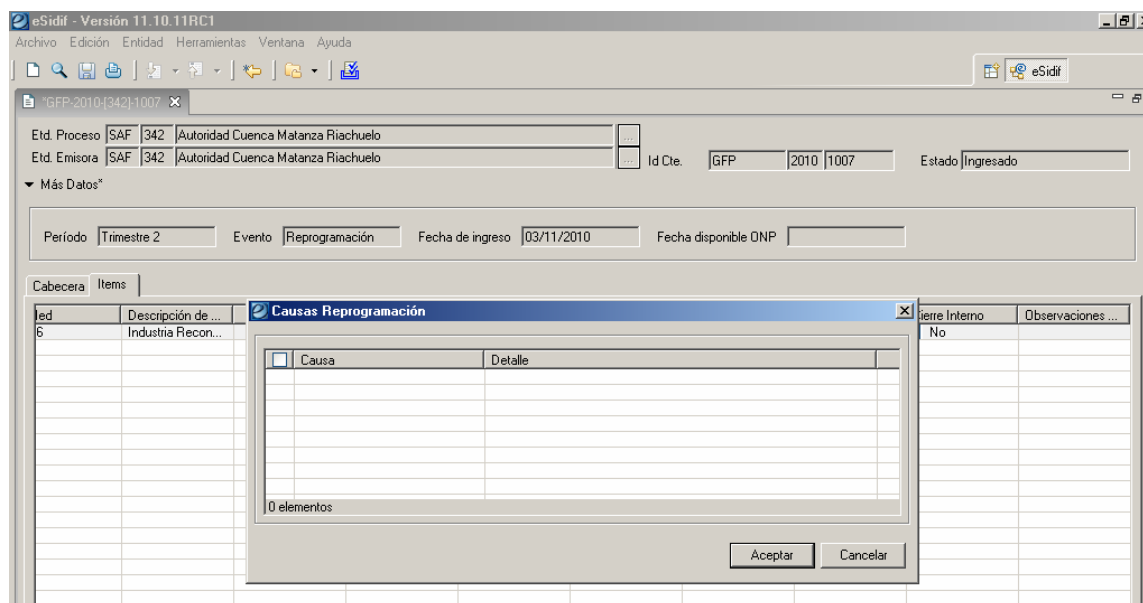 eSidif - Versión 11.10.11RC1
Archivo Edición Entidad Herramientas Ventana Ayuda
eSidif
*GFP-2010-[342]-1007
Etd. Proceso SAF 342 Autoridad Cuenca Matanza Riachuelo ...
Etd. Emisora SAF 342 Autoridad Cuenca Matanza Riachuelo ... Id Cte. GFP 2010 1007 Estado Ingresado
Más Datos*
Período Trimestre 2 Evento Reprogramación Fecha de ingreso 03/11/2010 Fecha disponible ONP
Cabecera Items
Causas Reprogramación
led Descripción de ... ierre Interno Observaciones ...
6 Industria Recon... No
Causa Detalle
0 elementos
Aceptar Cancelar